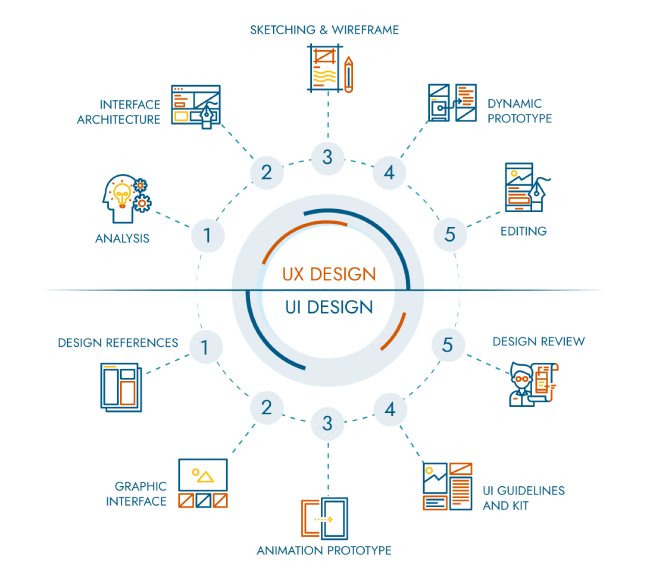 SKETCHING & WIREFRAME
INTERFACE
ARCHITECTURE
DYNAMIC
PROTOTYPE
3
2
4
ANALYSIS
1
5
EDITING
UX DESIGN
UI DESIGN
DESIGN REFERENCES
1
5
DESIGN REVIEW
2
3
4
GRAPHIC
INTERFACE
UI GUIDELINES
AND KIT
ANIMATION PROTOTYPE